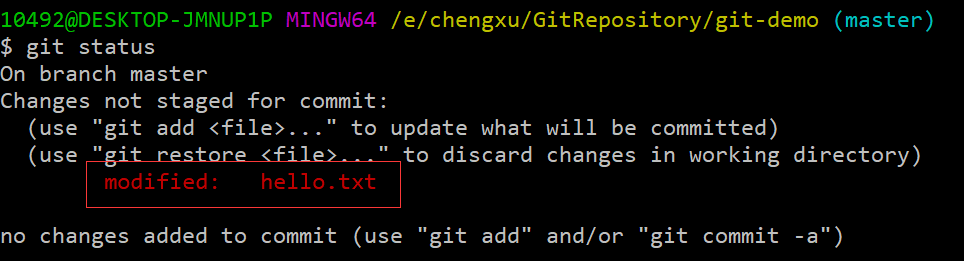 10492@DESKTOP-JMNUP1P MINGW64 /e/chengxu/GitRepository/git-demo (master)
$ git status
On branch master
Changes not staged for commit:
  (use "git add <file>..." to update what will be committed)
  (use "git restore <file>..." to discard changes in working directory)
        modified:   hello.txt

no changes added to commit (use "git add" and/or "git commit -a")